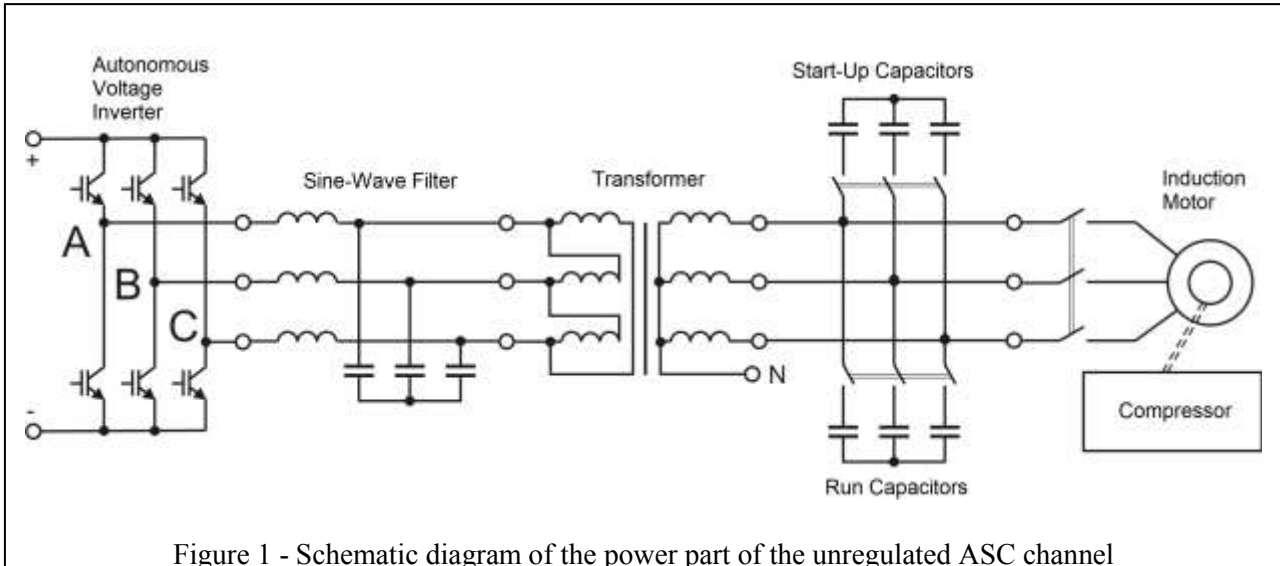 Autonomous
Voltage
Inverter
+
-
A
B
C
Sine-Wave Filter
Transformer
N
Start-Up Capacitors
Run Capacitors
Induction
Motor
Compressor
Figure 1 - Schematic diagram of the power part of the unregulated ASC channel